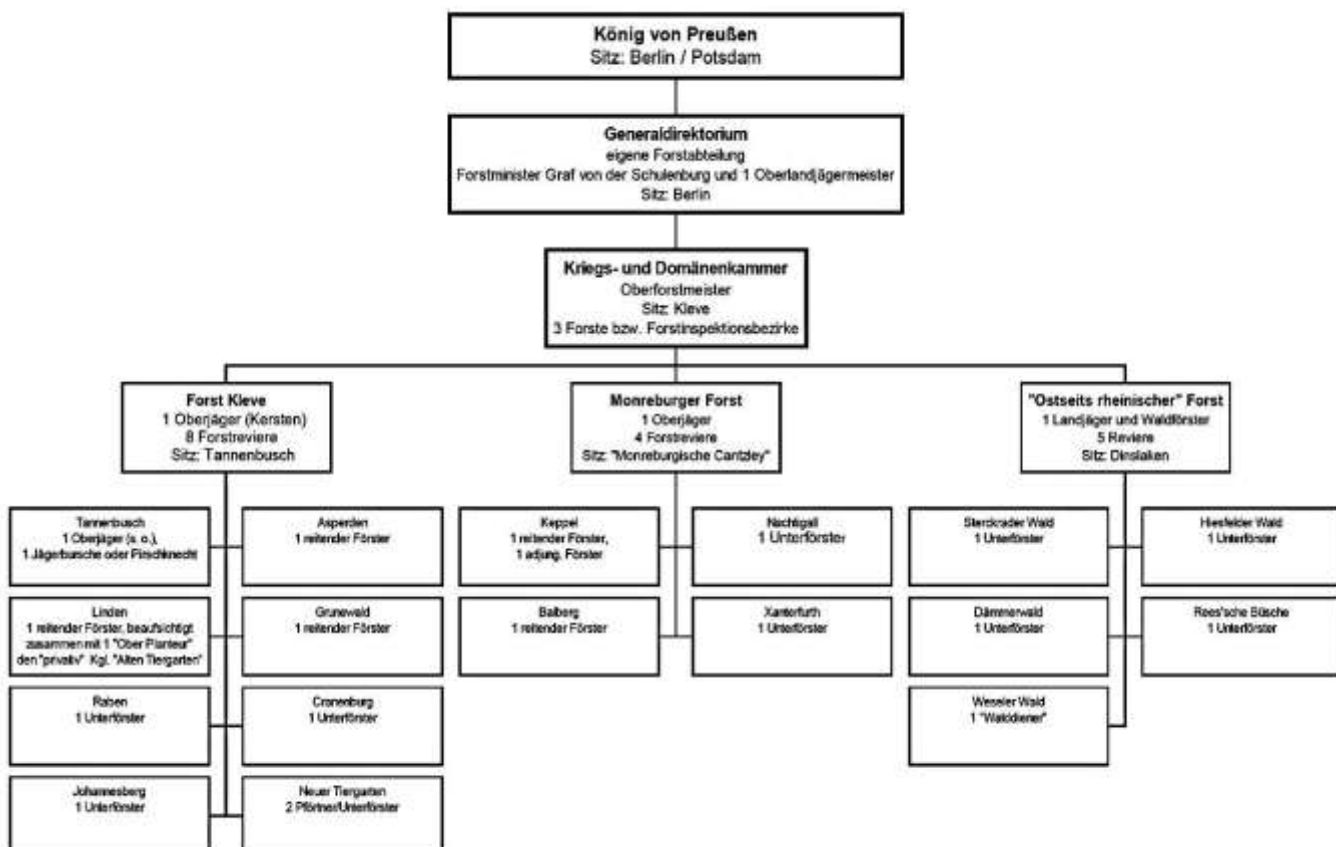 König von Preußen
Sitz: Berlin / Potsdam
Generaldirektorium
eigene Forstabteilung
Forstminister Graf von der Schulenburg und 1 Oberlandjägermeister
Sitz: Berlin
Kriegs- und Domänenkammer
Oberforstmeister
Sitz: Kleve
3 Forste bzw. Forstinspektionsbezirke
Forst Kleve
1 Oberjäger (Kersten)
8 Forstreviere
Sitz: Tannenbusch
Monreburger Forst
1 Oberjäger
4 Forstreviere
Sitz: "Monreburgische Cantzley"
"Ostseits rheinischer" Forst
1 Landjäger und Waldförster
5 Reviere
Sitz: Dinslaken
Tannenbusch
1 Oberjäger (s. o.),
1 Jägerbursche oder Pirschknecht
Asperden
1 reitender Förster
Linden
1 reitender Förster, beaufsichtigt
zusammen mit 1 "Ober Planteur"
den "privativ" Kgl. "Alten Tiergarten"
Grunewald
1 reitender Förster
Raben
1 Unterförster
Cranenburg
1 Unterförster
Johannesberg
1 Unterförster
Neuer Tiergarten
2 Pförtner/Unterförster
Keppel
1 reitender Förster,
1 adjung. Förster
Nachtigall
1 Unterförster
Balberg
1 reitender Förster
Xanterfurth
1 Unterförster
Sterckrader Wald
1 Unterförster
Hiesfelder Wald
1 Unterförster
Dämmerwald
1 Unterförster
Rees'sche Büsche
1 Unterförster
Weseler Wald
1 "Walddiener"